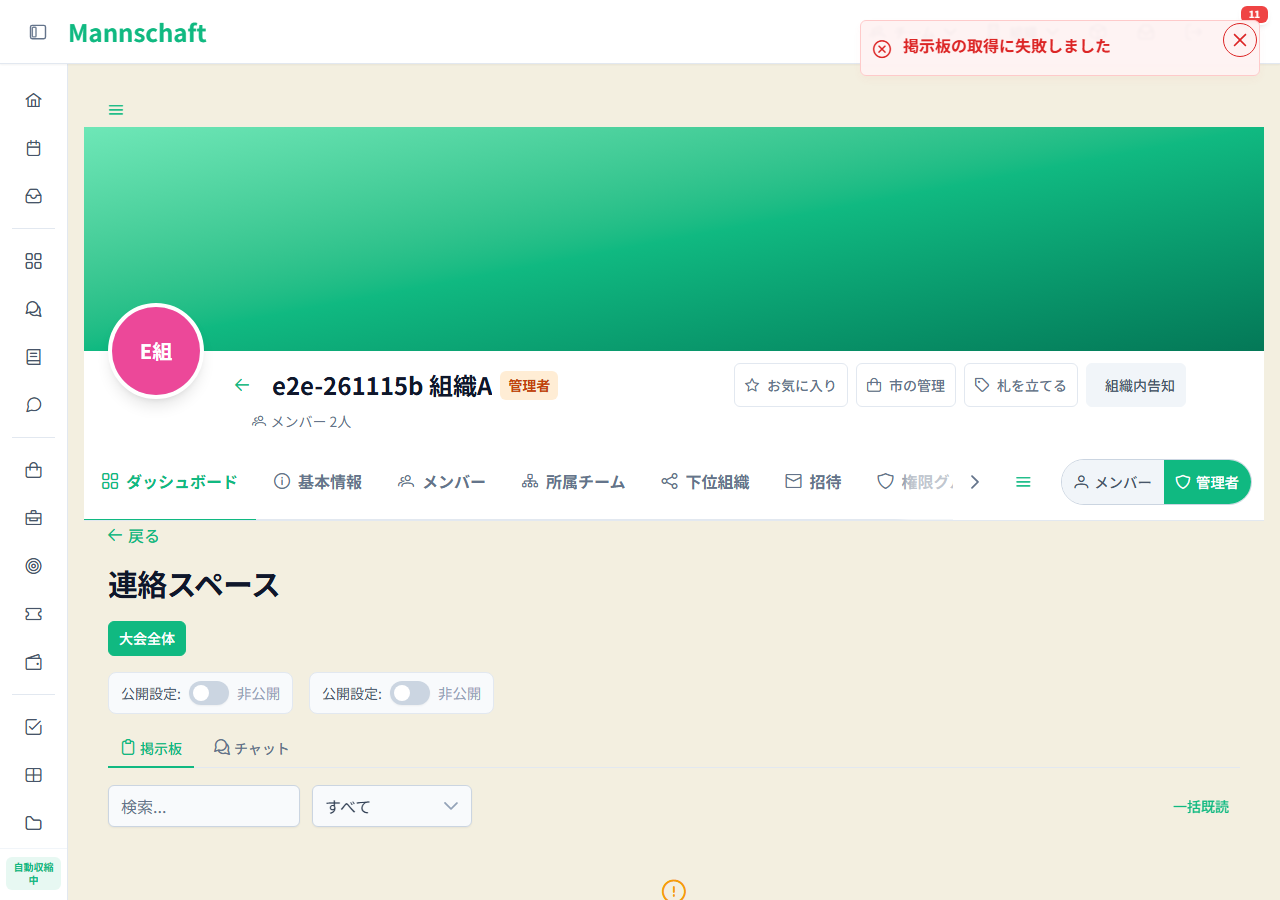 Mannschaft
11
掲示板の取得に失敗しました
E組
e2e-261115b 組織A
管理者
お気に入り
市の管理
札を立てる
組織内告知
メンバー 2人
ダッシュボード
基本情報
メンバー
所属チーム
下位組織
招待
権限グ
メンバー
管理者
戻る
連絡スペース
大会全体
公開設定: 非公開
公開設定: 非公開
掲示板
チャット
検索...
すべて
一括既読
自動収縮
中